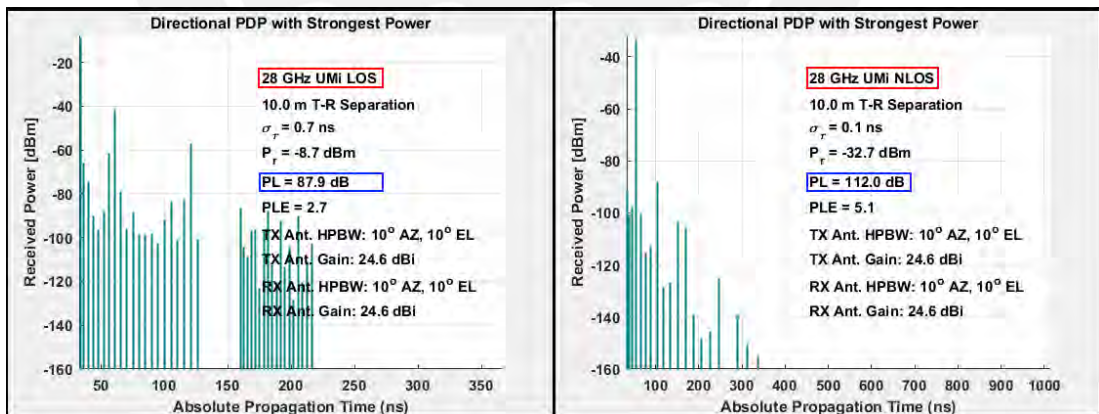 Directional PDP with Strongest Power
-20
-40
-60
-80
-100
-120
-140
-160
Received Power [dBm]
28 GHz UMi LOS
10.0 m T-R Separation
στ = 0.7 ns
Pr = -8.7 dBm
PL = 87.9 dB
PLE = 2.7
TX Ant. HPBW: 10° AZ, 10° EL
TX Ant. Gain: 24.6 dBi
RX Ant. HPBW: 10° AZ, 10° EL
RX Ant. Gain: 24.6 dBi
50 100 150 200 250 300 350
Absolute Propagation Time (ns)
Directional PDP with Strongest Power
-40
-60
-80
-100
-120
-140
-160
Received Power [dBm]
28 GHz UMi NLOS
10.0 m T-R Separation
στ = 0.1 ns
Pr = -32.7 dBm
PL = 112.0 dB
PLE = 5.1
TX Ant. HPBW: 10° AZ, 10° EL
TX Ant. Gain: 24.6 dBi
RX Ant. HPBW: 10° AZ, 10° EL
RX Ant. Gain: 24.6 dBi
100 200 300 400 500 600 700 800 900 1000
Absolute Propagation Time (ns)